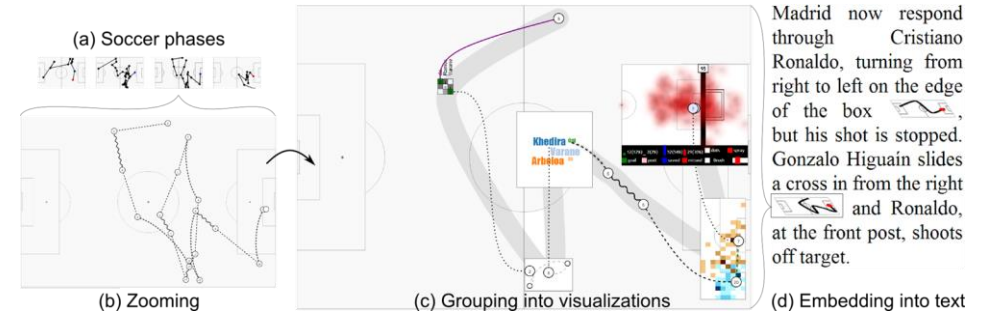 (a) Soccer phases
(b) Zooming
Khedira
Varane
Arbeloa
(c) Grouping into visualizations
Madrid now respond
through Cristiano
Ronaldo, turning from
right to left on the edge
of the box ,
but his shot is stopped.
Gonzalo Higuaín slides
a cross in from the right
and Ronaldo,
at the front post, shoots
off target.
(d) Embedding into text